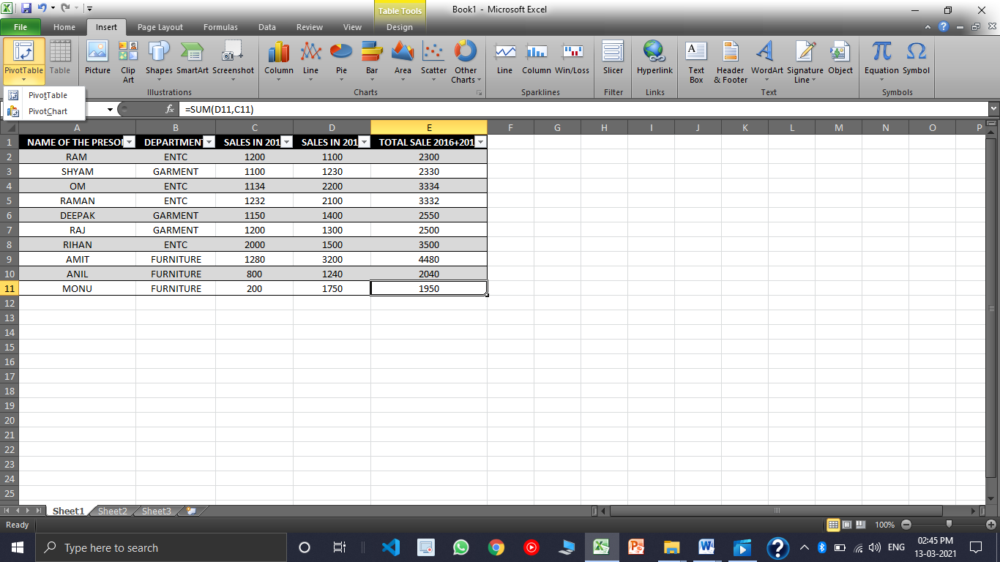 Table Tools
Book1 - Microsoft Excel
File Home Insert Page Layout Formulas Data Review View Design
PivotTable Table Picture Clip Art Shapes SmartArt Screenshot Column Line Pie Bar Area Scatter Other Charts Line Column Win/Loss Slicer Hyperlink Text Box Header & Footer WordArt Signature Line Object Equation Symbol
Illustrations Charts Sparklines Filter Links Text Symbols
PivotTable
PivotChart
fx =SUM(D11,C11)
A B C D E F G H I J K L M N O P
1 NAME OF THE PRESO DEPARTMENT SALES IN 201 SALES IN 201 TOTAL SALE 2016+201
2 RAM ENTC 1200 1100 2300
3 SHYAM GARMENT 1100 1230 2330
4 OM ENTC 1134 2200 3334
5 RAMAN ENTC 1232 2100 3332
6 DEEPAK GARMENT 1150 1400 2550
7 RAJ GARMENT 1200 1300 2500
8 RIHAN ENTC 2000 1500 3500
9 AMIT FURNITURE 1280 3200 4480
10 ANIL FURNITURE 800 1240 2040
11 MONU FURNITURE 200 1750 1950
12
13
14
15
16
17
18
19
20
21
22
23
24
25
Sheet1 Sheet2 Sheet3
Ready 100%
Type here to search ENG 02:45 PM
13-03-2021